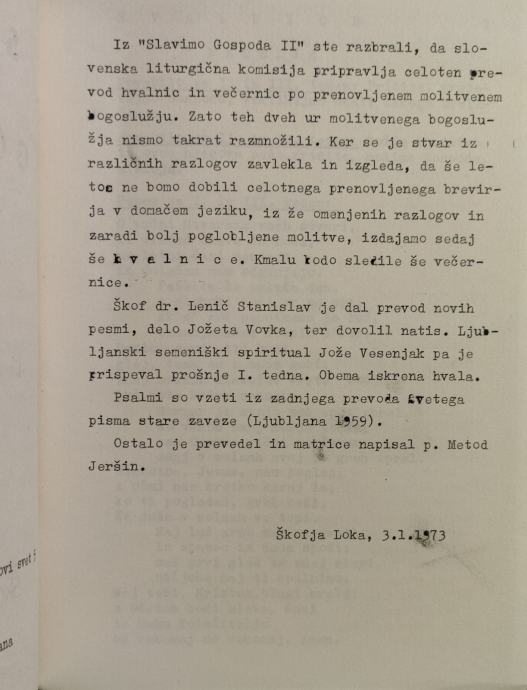 Iz "Slavimo Gospoda II" ste razbrali, da slo-
venska liturgična komisija pripravlja celoten pre-
vod hvalnic in večernic po prenovljenem molitvenem
bogoslužju. Zato teh dveh ur molitvenega bogoslu-
žja nismo takrat razmnožili. Ker se je stvar iz
različnih razlogov zavlekla in izgleda, da še le-
tos ne bomo dobili celotnega prenovljenega brevir-
ja v domačem jeziku, iz že omenjenih razlogov in
zaradi bolj poglobljene molitve, izdajamo sedaj
še h v a l n i c e. Kmalu bodo sledile še večer-
nice.
Škof dr. Lenič Stanislav je dal prevod novih
pesmi, delo Jožeta Vovka, ter dovolil natis. Ljub-
ljanski semeniški spiritual Jože Vesenjak pa je
prispeval prošnje I. tedna. Obema iskrena hvala.
Psalmi so vzeti iz zadnjega prevoda svetega
pisma stare zaveze (Ljubljana 1959).
Ostalo je prevedel in matrice napisal p. Metod
Jeršin.
Škofja Loka, 3.1.1973
ovi svet
ana